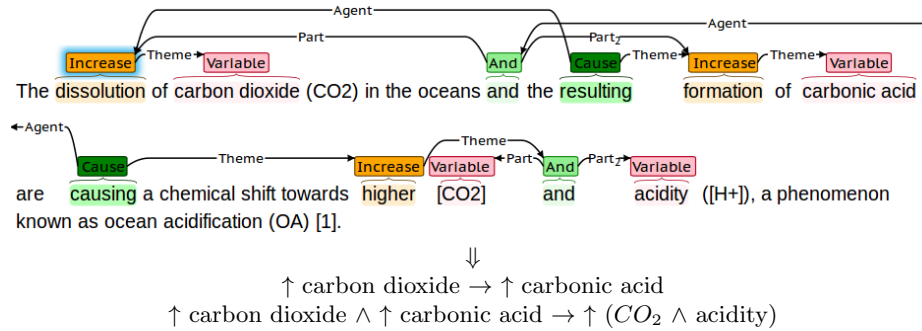 Agent
Agent
Part
Part2
Increase Theme Variable And Cause Theme Increase Theme Variable
The dissolution of carbon dioxide (CO2) in the oceans and the resulting formation of carbonic acid
Agent
Theme
Cause Theme Increase Variable Part And Part2 Variable
are causing a chemical shift towards higher [CO2] and acidity ([H+]), a phenomenon
known as ocean acidification (OA) [1].
⇓
↑ carbon dioxide → ↑ carbonic acid
↑ carbon dioxide ∧ ↑ carbonic acid → ↑ (CO₂ ∧ acidity)